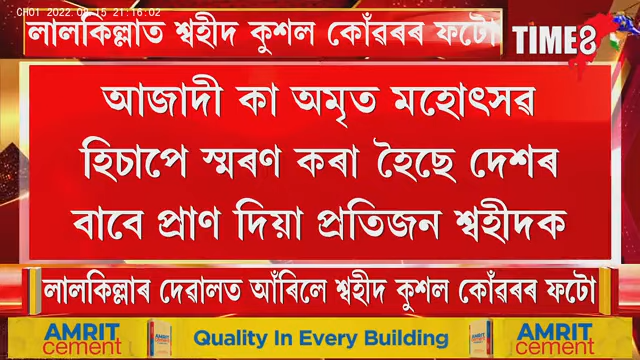 CH01 2022 15 21:16:02
লালকিল্লাত শ্বহীদ কুশল কোঁৱৰৰ ফটো
TIME8
আজাদী কা অমৃত মহোৎসৱ
হিচাপে স্মৰণ কৰা হৈছে দেশৰ
বাবে প্ৰাণ দিয়া প্ৰতিজন শ্বহীদক
লালকিল্লাৰ দেৱালত আঁৰিলে শ্বহীদ কুশল কোঁৱৰৰ ফটো
AMRIT cement Quality In Every Building AMRIT cement